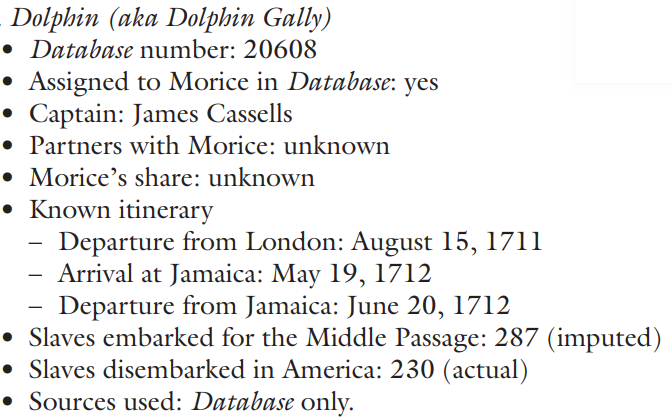 . Dolphin (aka Dolphin Gally)
• Database number: 20608
• Assigned to Morice in Database: yes
• Captain: James Cassells
• Partners with Morice: unknown
• Morice’s share: unknown
• Known itinerary
– Departure from London: August 15, 1711
– Arrival at Jamaica: May 19, 1712
– Departure from Jamaica: June 20, 1712
• Slaves embarked for the Middle Passage: 287 (imputed)
• Slaves disembarked in America: 230 (actual)
• Sources used: Database only.